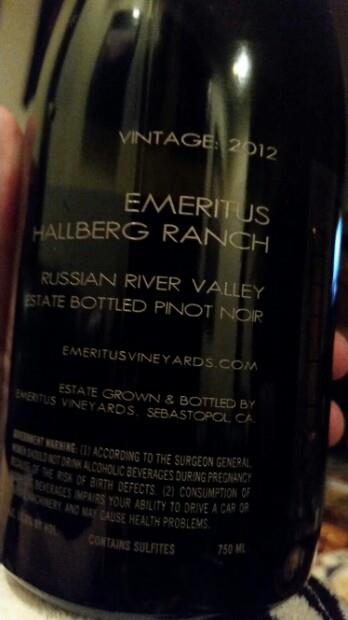 VINTAGE: 2012
EMERITUS
HALLBERG RANCH
RUSSIAN RIVER VALLEY
ESTATE BOTTLED PINOT NOIR
EMERITUSVINEYARDS.COM
ESTATE GROWN & BOTTLED BY
EMERITUS VINEYARDS. SEBASTOPOL, CA
GOVERNMENT WARNING: (1) ACCORDING TO THE SURGEON GENERAL,
WOMEN SHOULD NOT DRINK ALCOHOLIC BEVERAGES DURING PREGNANCY
BECAUSE OF THE RISK OF BIRTH DEFECTS. (2) CONSUMPTION OF
BEVERAGES IMPAIRS YOUR ABILITY TO DRIVE A CAR OR
MACHINERY, AND MAY CAUSE HEALTH PROBLEMS.
BY VOL.
CONTAINS SULFITES 750 ML